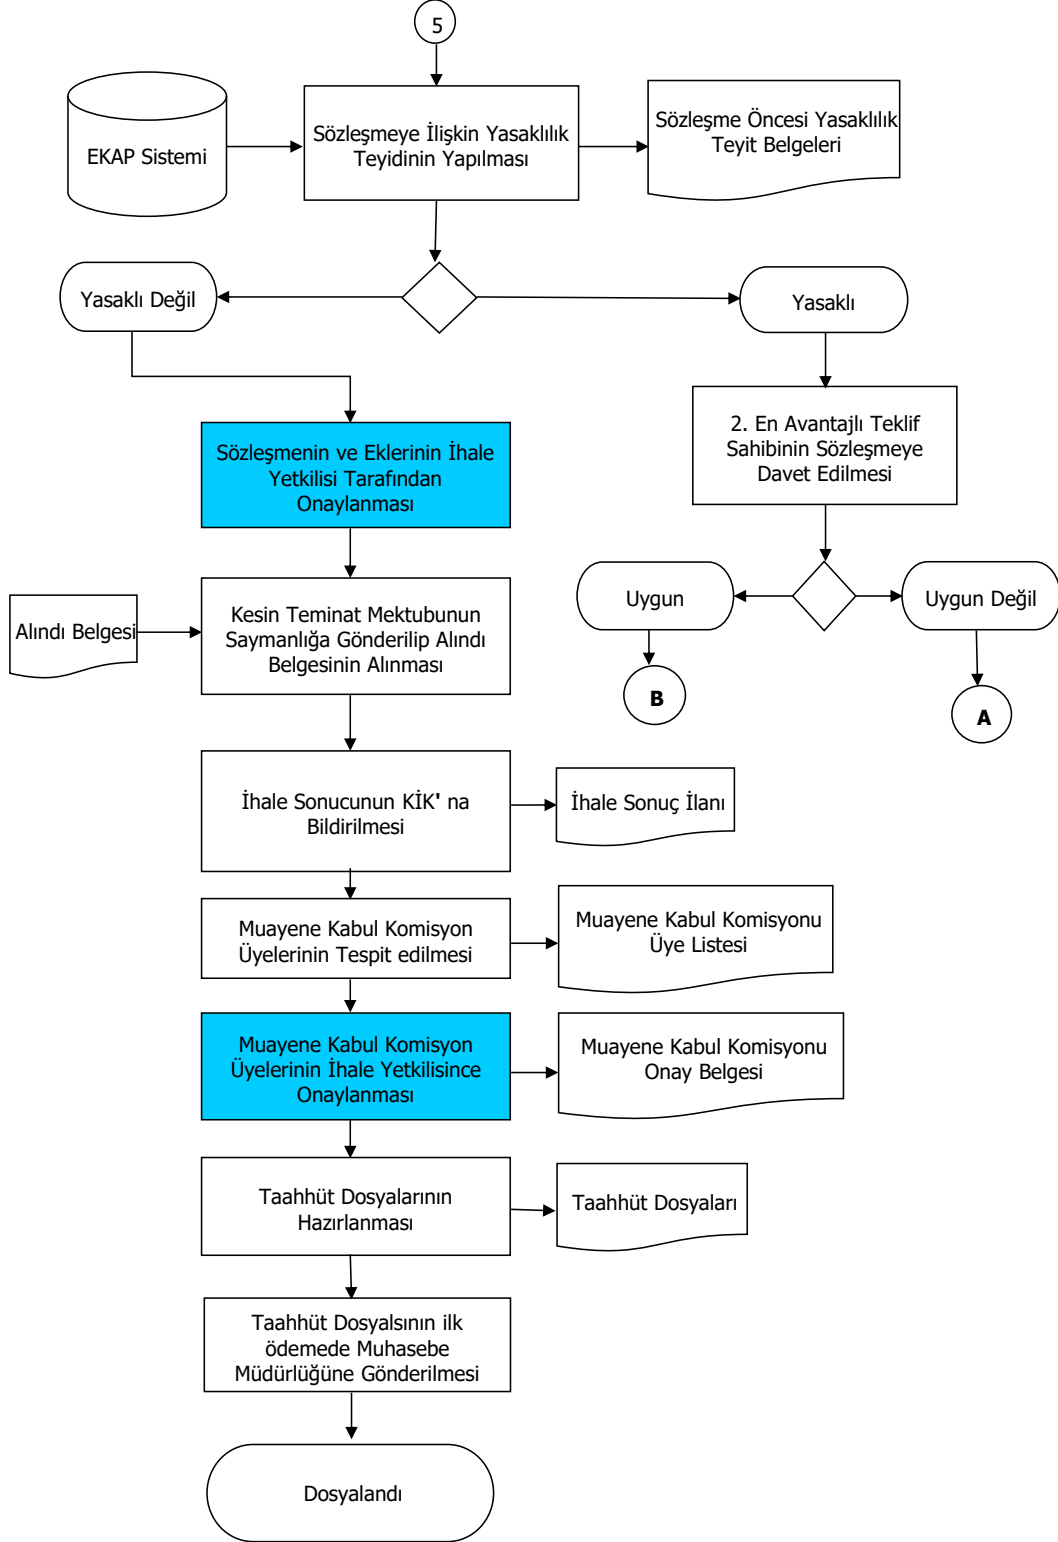 5
EKAP Sistemi
Sözleşmeye İlişkin Yasaklılık
Teyidinin Yapılması
Sözleşme Öncesi Yasaklılık
Teyit Belgeleri
Yasaklı Değil
Yasaklı
Sözleşmenin ve Eklerinin İhale
Yetkilisi Tarafından
Onaylanması
2. En Avantajlı Teklif
Sahibinin Sözleşmeye
Davet Edilmesi
Uygun
Uygun Değil
Alındı Belgesi
Kesin Teminat Mektubunun
Saymanlığa Gönderilip Alındı
Belgesinin Alınması
B
A
İhale Sonucunun KİK' na
Bildirilmesi
İhale Sonuç İlanı
Muayene Kabul Komisyon
Üyelerinin Tespit edilmesi
Muayene Kabul Komisyonu
Üye Listesi
Muayene Kabul Komisyon
Üyelerinin İhale Yetkilisince
Onaylanması
Muayene Kabul Komisyonu
Onay Belgesi
Taahhüt Dosyalarının
Hazırlanması
Taahhüt Dosyaları
Taahhüt Dosyalsının ilk
ödemede Muhasebe
Müdürlüğüne Gönderilmesi
Dosyalandı